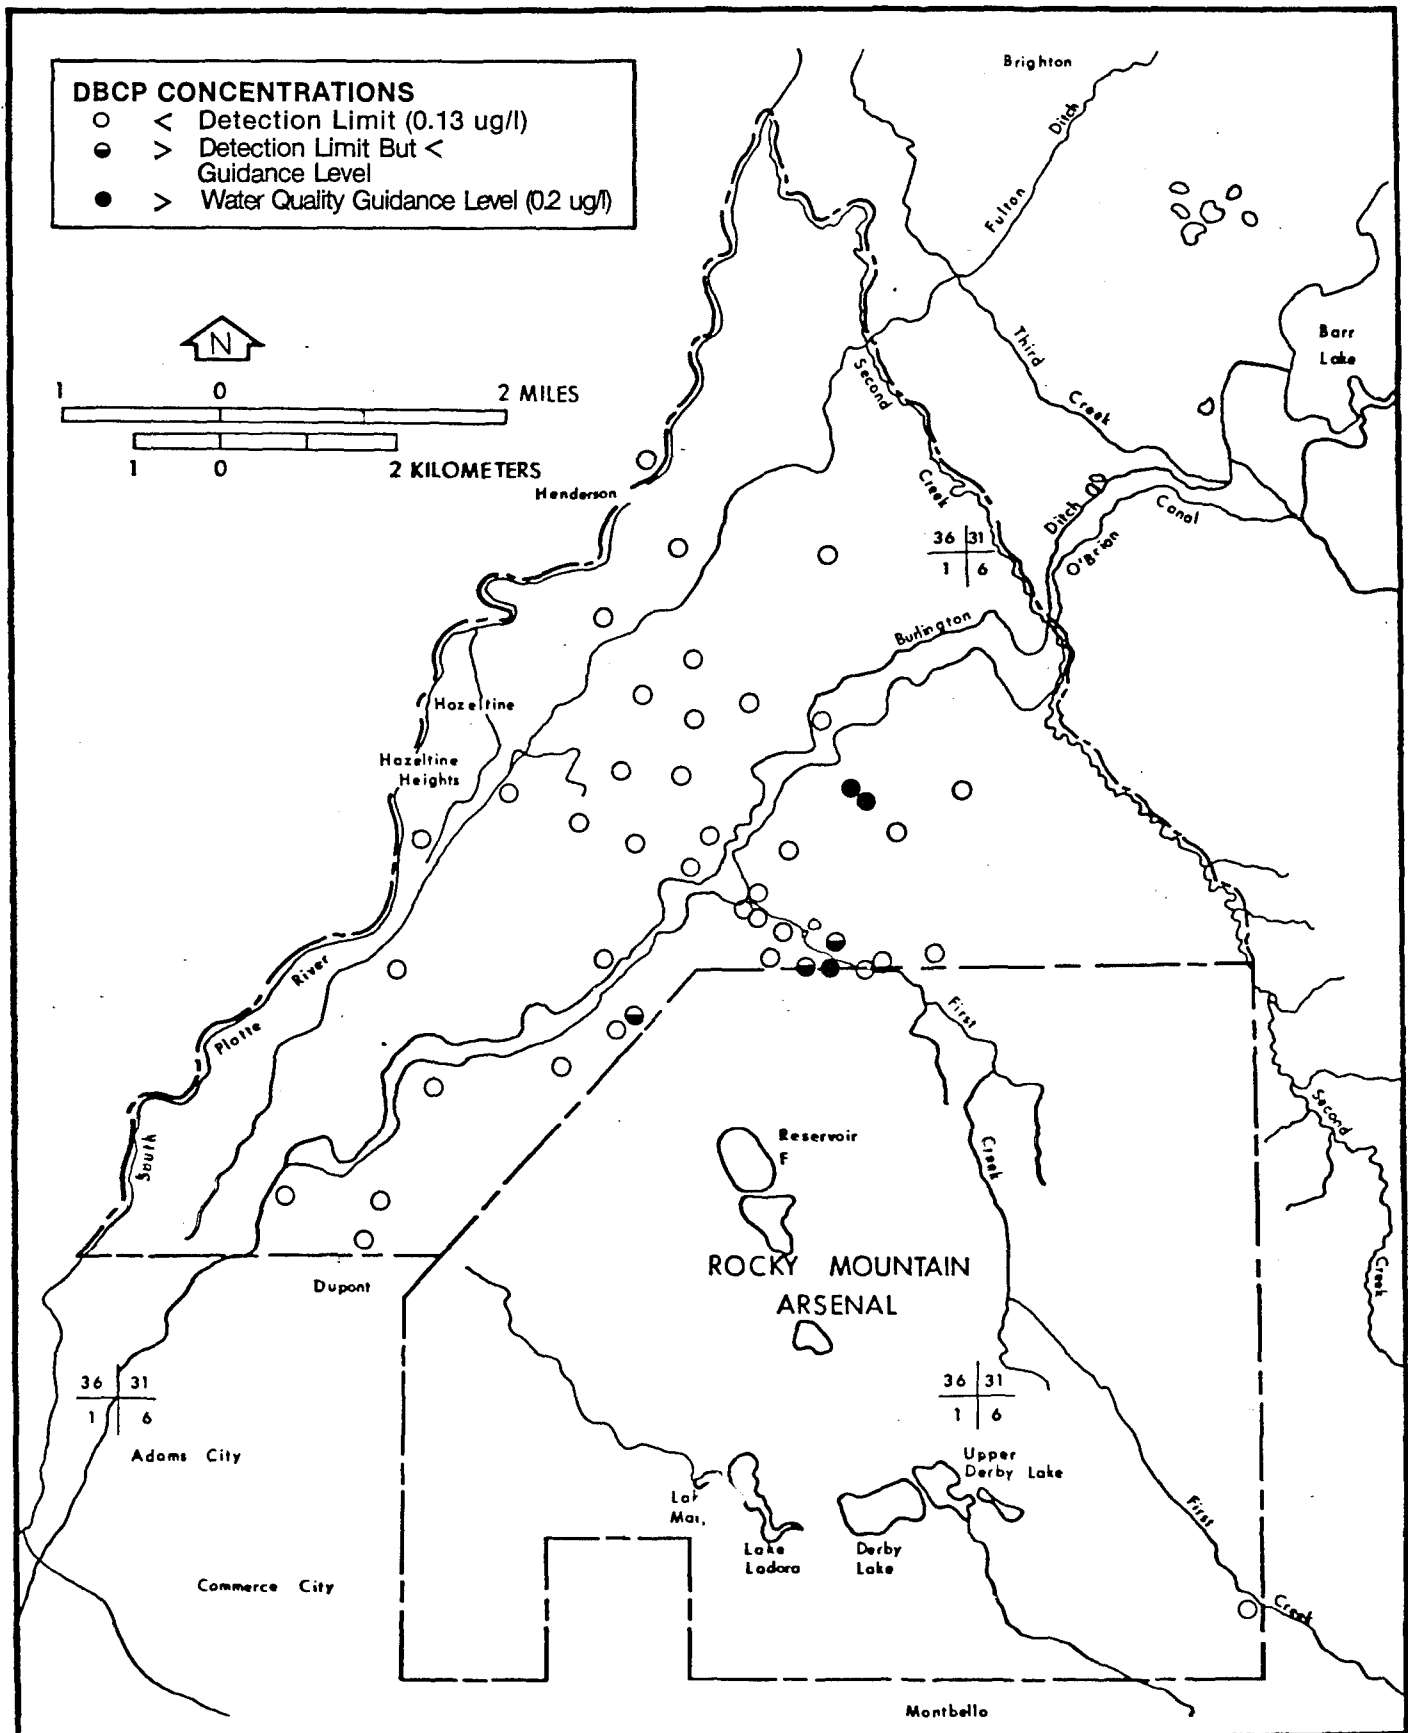 DBCP CONCENTRATIONS
< Detection Limit (0.13 ug/l)
> Detection Limit But <
Guidance Level
> Water Quality Guidance Level (0.2 ug/l)
N
1 0 2 MILES
1 0 2 KILOMETERS
Brighton
Fulton Ditch
Barr
Lake
Third Creek
Second Creek
Henderson
Ditch
O'Brian Canal
36 31
1 6
Burlington
Hazeltine
Hazeltine
Heights
South Platte River
First Creek
Second Creek
Reservoir
F
ROCKY MOUNTAIN
ARSENAL
Dupont
36 31
1 6
36 31
1 6
Adams City
Upper
Derby Lake
Lake
Ladora
Derby
Lake
Commerce City
First Creek
Montbello